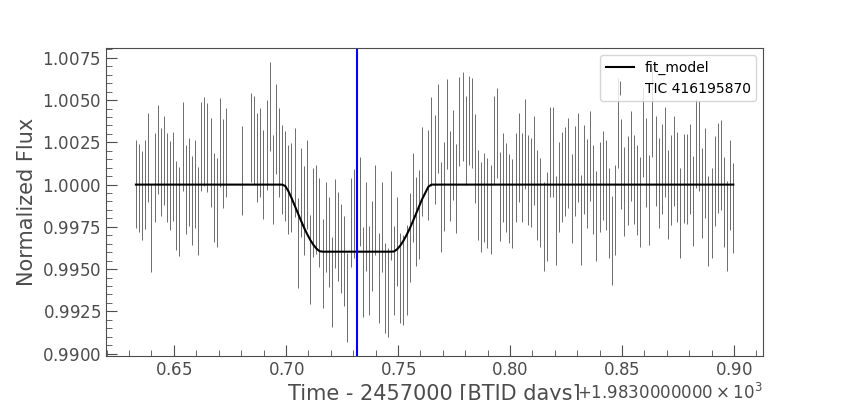 1.0075
1.0050
1.0025
1.0000
0.9975
0.9950
0.9925
0.9900
Normalized Flux
fit_model
TIC 416195870
0.65 0.70 0.75 0.80 0.85 0.90
Time - 2457000 [BTJD days]
+1.9830000000 × 10³